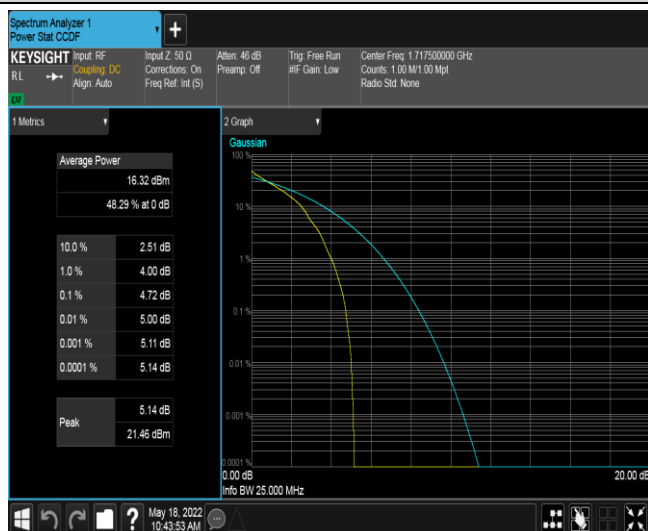 Spectrum Analyzer 1
Power Stat CCDF
+
KEYSIGHT
RL
LXI
Input: RF
Coupling: DC
Align: Auto
Input Z: 50 Ω
Corrections: On
Freq Ref: Int (S)
Atten: 46 dB
Preamp: Off
Trig: Free Run
#IF Gain: Low
Center Freq: 1.717500000 GHz
Counts: 1.00 M/1.00 Mpt
Radio Std: None
1 Metrics
Average Power
16.32 dBm
48.29 % at 0 dB
10.0 % 2.51 dB
1.0 % 4.00 dB
0.1 % 4.72 dB
0.01 % 5.00 dB
0.001 % 5.11 dB
0.0001 % 5.14 dB
Peak
5.14 dB
21.46 dBm
2 Graph
Gaussian
100 %
10 %
1 %
0.1 %
0.01 %
0.001 %
0.0001 %
0.00 dB
20.00 dB
Info BW 25.000 MHz
?
May 18, 2022
10:43:53 AM